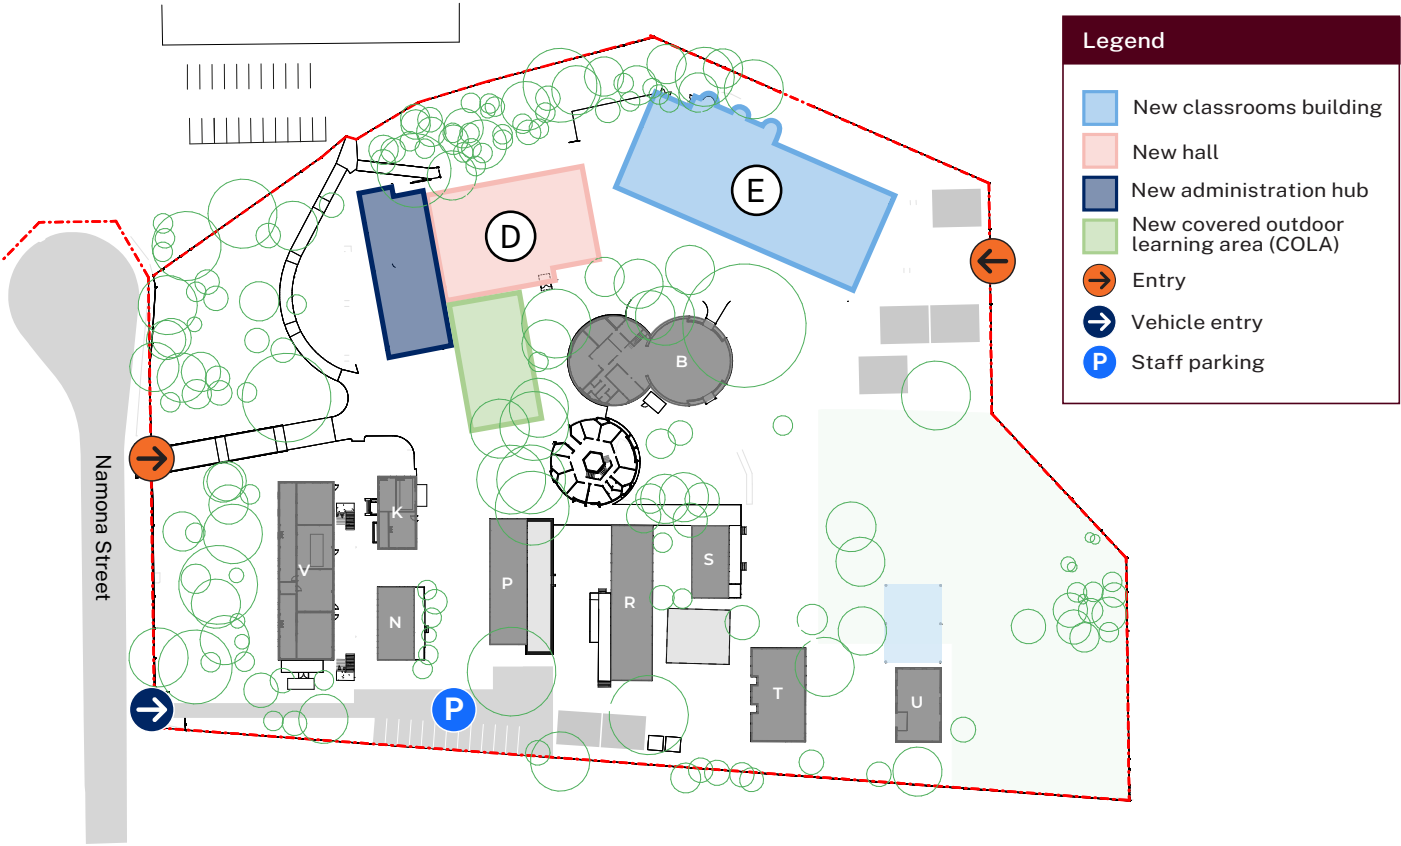 Legend
New classrooms building
New hall
New administration hub
New covered outdoor
learning area (COLA)
Entry
Vehicle entry
P
Staff parking
E
D
B
K
V
N
P
R
S
T
U
P
Namona Street